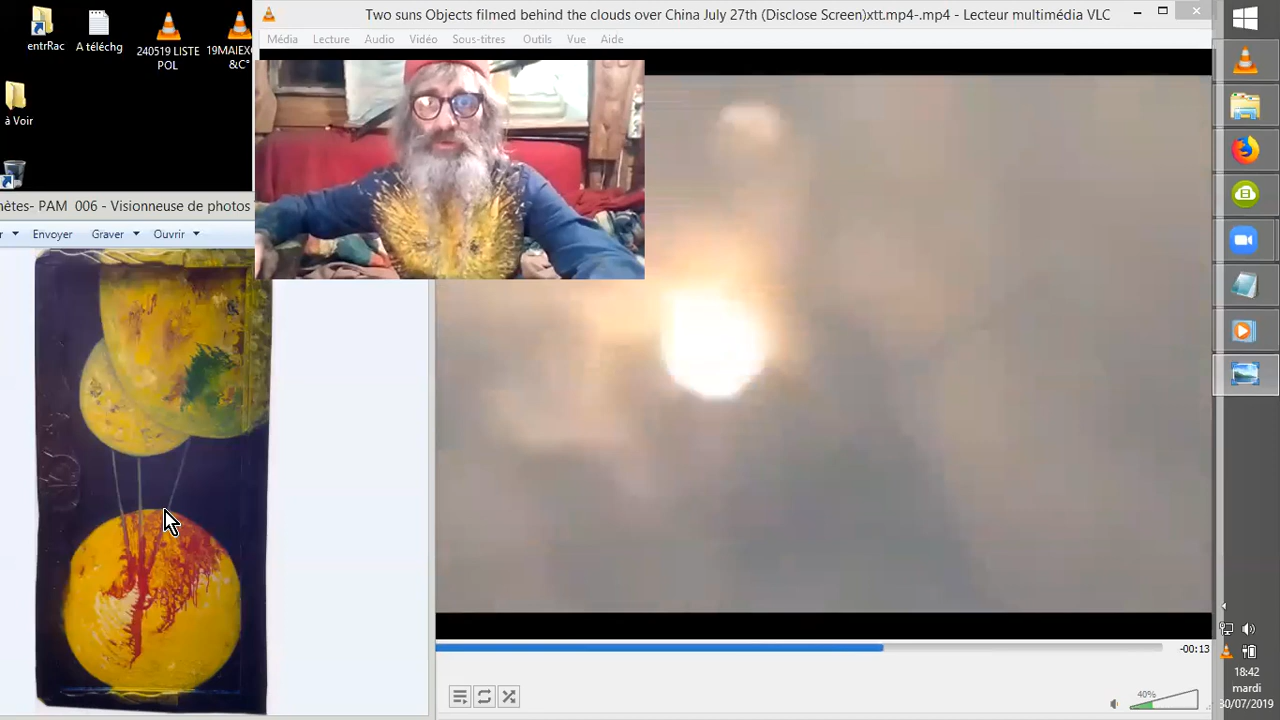 entrRac
A téléchg
240519 LISTE
POL
19MAIEXC
&C°
à Voir
Two suns Objects filmed behind the clouds over China July 27th (Disclose Screen)xtt.mp4-.mp4 - Lecteur multimédia VLC
Média Lecture Audio Vidéo Sous-titres Outils Vue Aide
nètes- PAM 006 - Visionneuse de photos
Envoyer Graver Ouvrir
-00:13
40%
18:42
mardi
30/07/2019